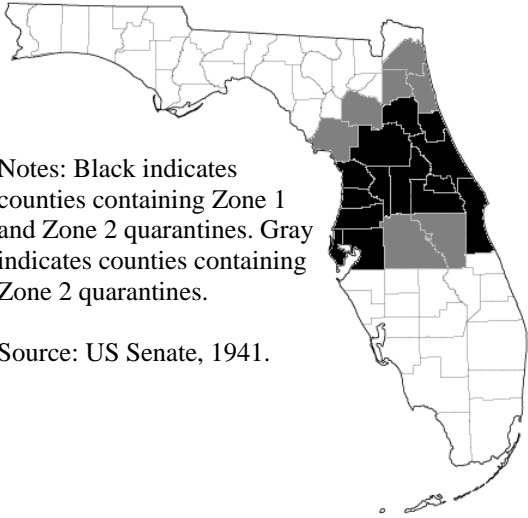 Notes: Black indicates
counties containing Zone 1
and Zone 2 quarantines. Gray
indicates counties containing
Zone 2 quarantines.
Source: US Senate, 1941.